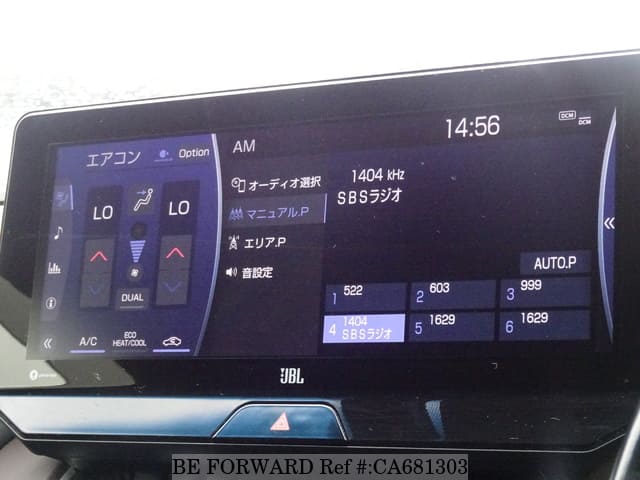 エアコン
Option
LO
LO
DUAL
A/C
ECO
HEAT/COOL
AM
14:56
DCM
DCM
オーディオ選択
マニュアル.P
エリア.P
音設定
1404 kHz
SBSラジオ
AUTO.P
1 522
2 603
3 999
4 1404
SBSラジオ
5 1629
6 1629
JBL
BE FORWARD Ref #:CA681303